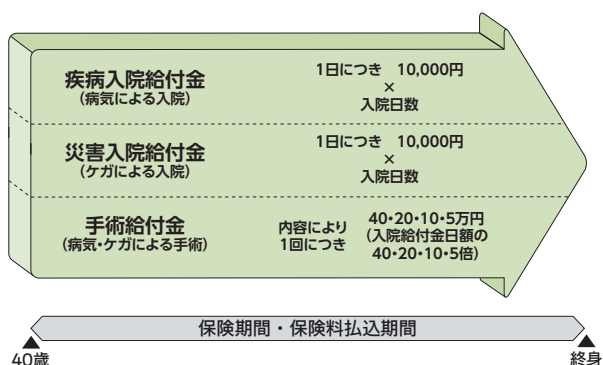 疾病入院給付金
(病気による入院)
1日につき 10,000円
×
入院日数
災害入院給付金
(ケガによる入院)
1日につき 10,000円
×
入院日数
手術給付金
(病気・ケガによる手術)
内容により
1回につき
40・20・10・5万円
(入院給付金日額の
40・20・10・5倍)
保険期間・保険料払込期間
40歳
終身